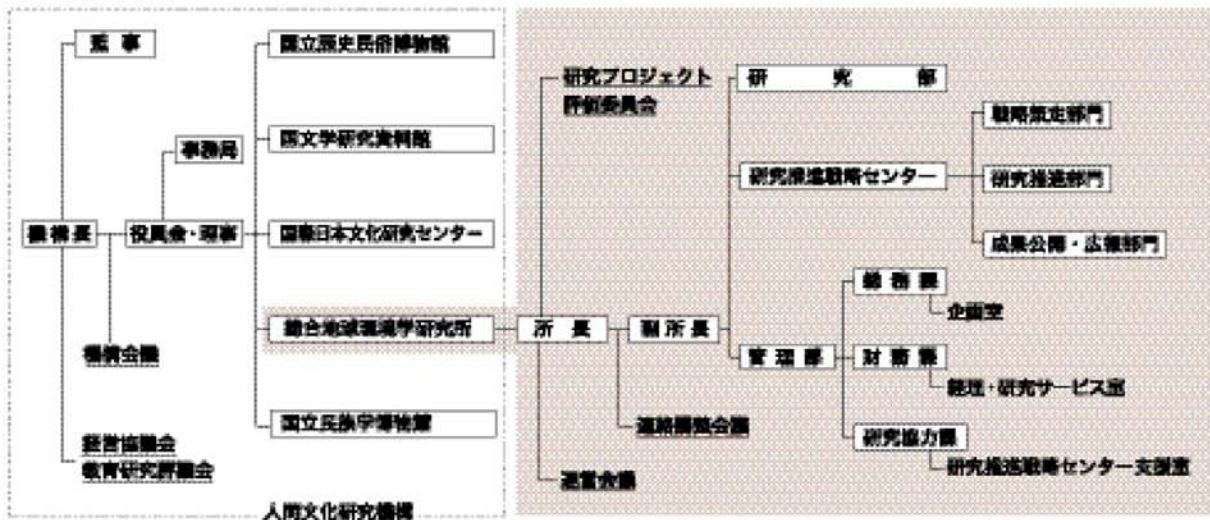 監事
事務局
機構長
役員会・理事
機構会議
経営協議会
教育研究評議会
国立歴史民俗博物館
国文学研究資料館
国際日本文化研究センター
総合地球環境学研究所
国立民族学博物館
人間文化研究機構
研究プロジェクト
評価委員会
所長
副所長
連絡調整会議
運営会議
研究部
研究推進戦略センター
戦略策定部門
研究推進部門
成果公開・広報部門
管理部
総務課
企画室
財務課
経理・研究サービス室
研究協力課
研究推進戦略センター支援室